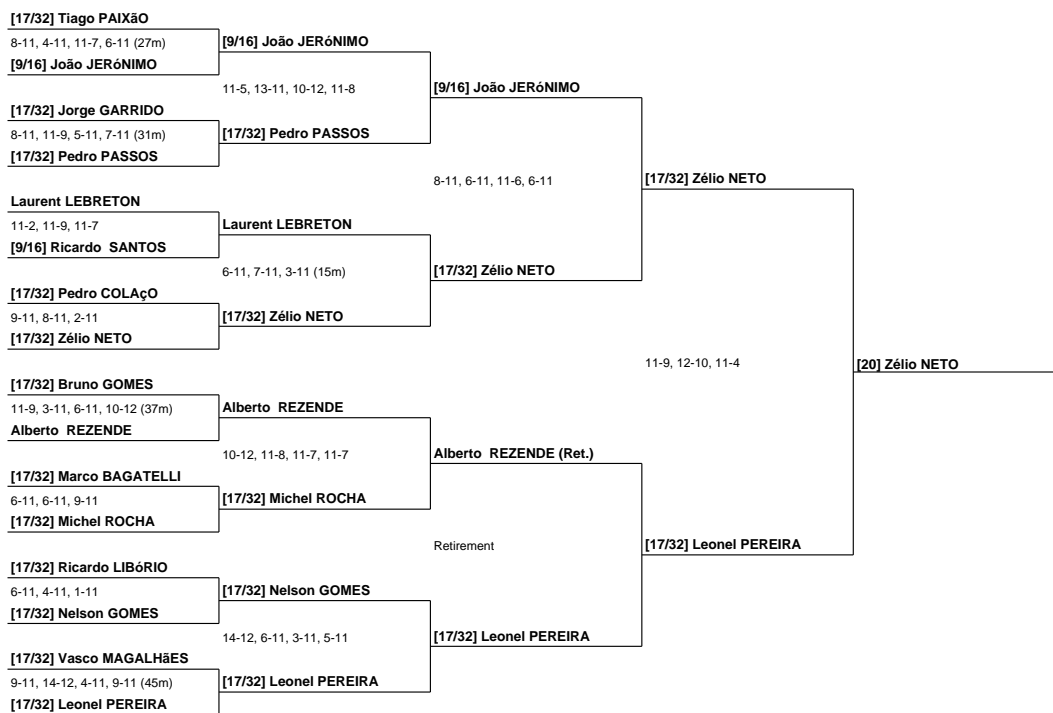 [17/32] Tiago PAIXãO
8-11, 4-11, 11-7, 6-11 (27m)
[9/16] João JERóNIMO
[9/16] João JERóNIMO
11-5, 13-11, 10-12, 11-8
[9/16] João JERóNIMO
[17/32] Jorge GARRIDO
8-11, 11-9, 5-11, 7-11 (31m)
[17/32] Pedro PASSOS
[17/32] Pedro PASSOS
8-11, 6-11, 11-6, 6-11
[17/32] Zélio NETO
Laurent LEBRETON
11-2, 11-9, 11-7
[9/16] Ricardo  SANTOS
Laurent LEBRETON
6-11, 7-11, 3-11 (15m)
[17/32] Zélio NETO
[17/32] Pedro COLAçO
9-11, 8-11, 2-11
[17/32] Zélio NETO
[17/32] Zélio NETO
11-9, 12-10, 11-4
[20] Zélio NETO
[17/32] Bruno GOMES
11-9, 3-11, 6-11, 10-12 (37m)
Alberto  REZENDE
Alberto  REZENDE
10-12, 11-8, 11-7, 11-7
Alberto  REZENDE (Ret.)
[17/32] Marco BAGATELLI
6-11, 6-11, 9-11
[17/32] Michel ROCHA
[17/32] Michel ROCHA
Retirement
[17/32] Leonel PEREIRA
[17/32] Ricardo LIBóRIO
6-11, 4-11, 1-11
[17/32] Nelson GOMES
[17/32] Nelson GOMES
14-12, 6-11, 3-11, 5-11
[17/32] Leonel PEREIRA
[17/32] Vasco MAGALHãES
9-11, 14-12, 4-11, 9-11 (45m)
[17/32] Leonel PEREIRA
[17/32] Leonel PEREIRA